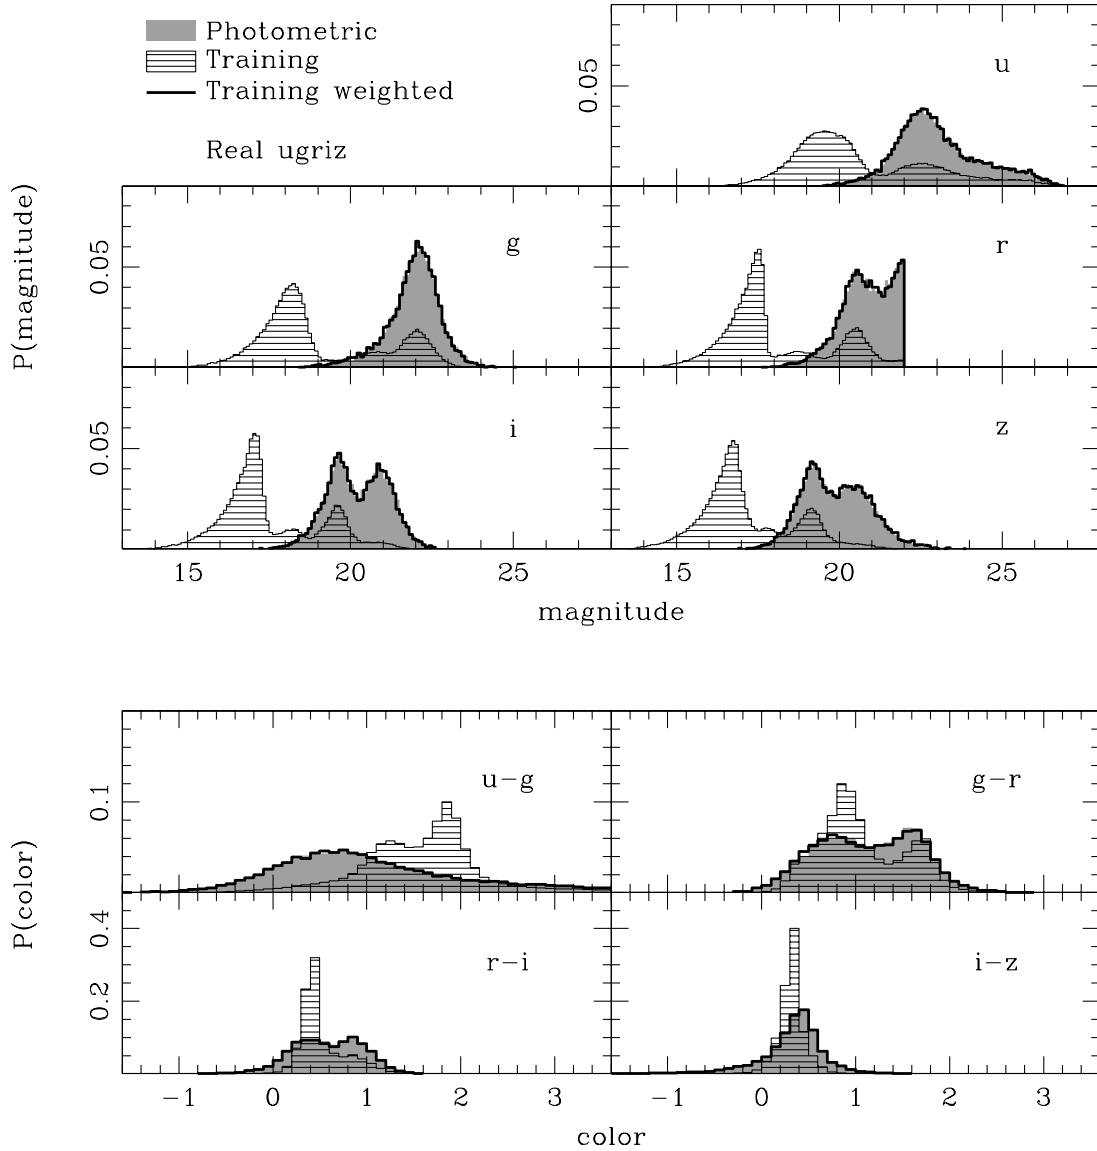 Photometric
Training
Training weighted
Real ugriz
u
0.05
P(magnitude)
g
r
0.05
i
z
0.05
15 20 25 15 20 25
magnitude
u-g
g-r
0.1
P(color)
r-i
i-z
0.4
0.2
-1 0 1 2 3 -1 0 1 2 3
color